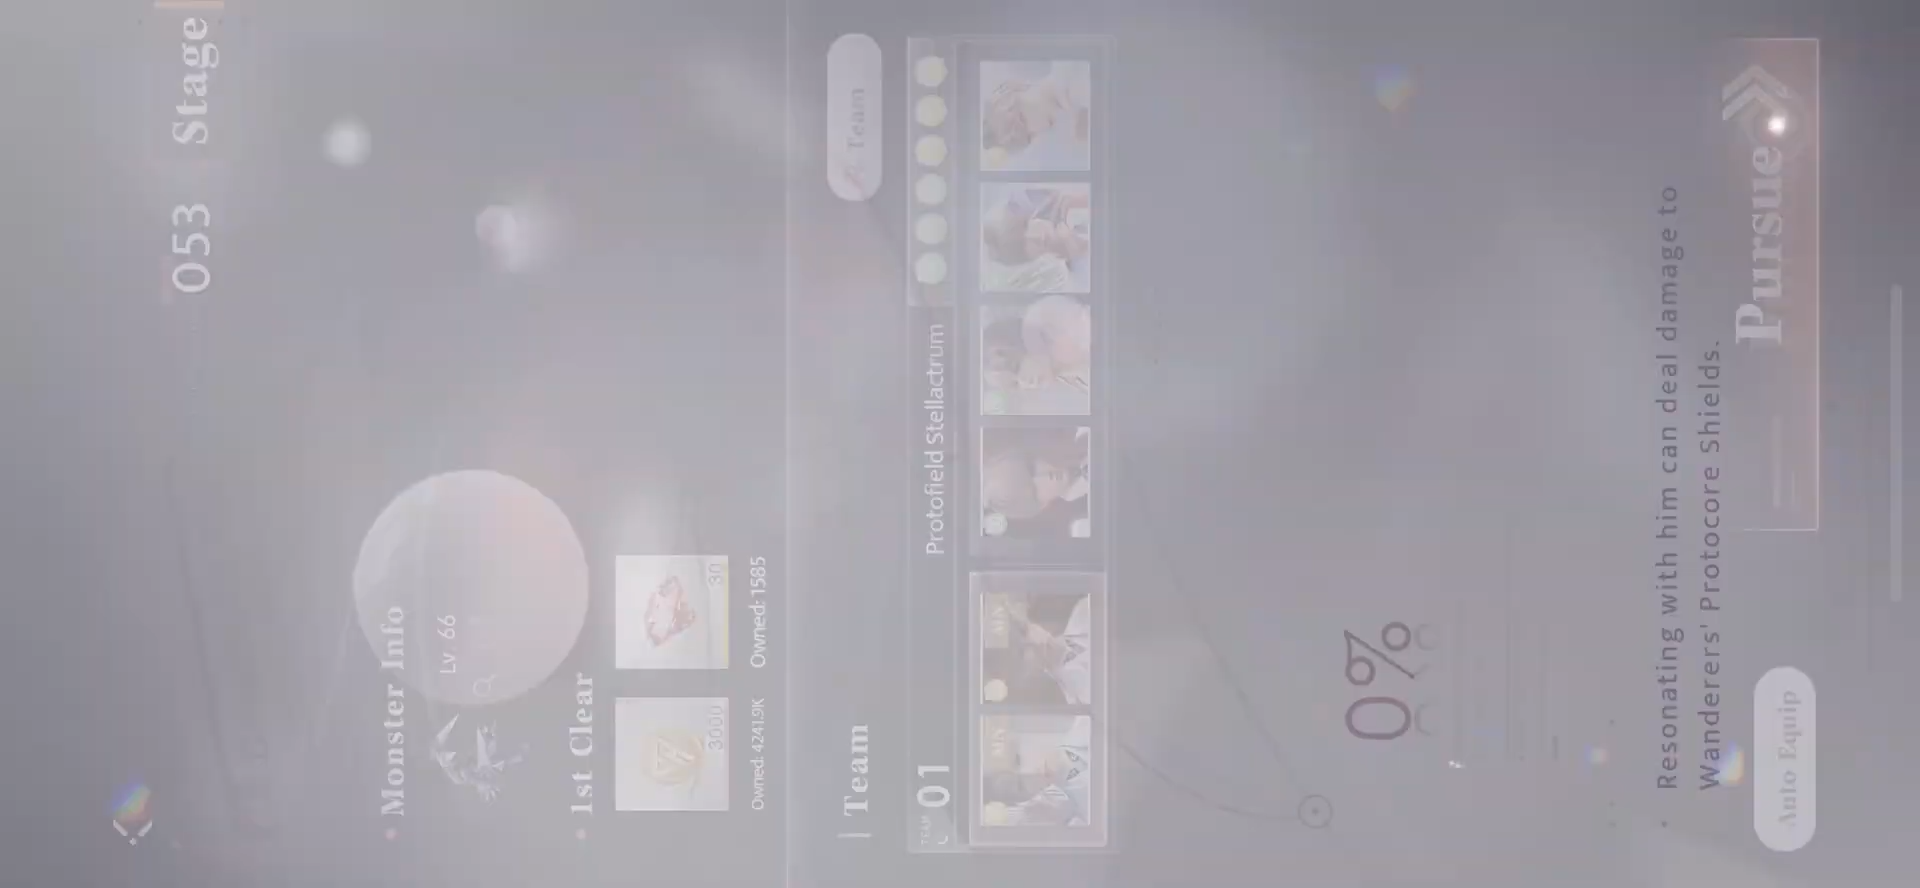 053 Stage
Monster Info
Lv. 66
1st Clear
3000
30
Owned: 4241.9K
Owned: 1585
Team
Team
TEAM
01
Protofield Stellactrum
0%
Resonating with him can deal damage to
Wanderers' Protocore Shields.
Auto Equip
Pursue